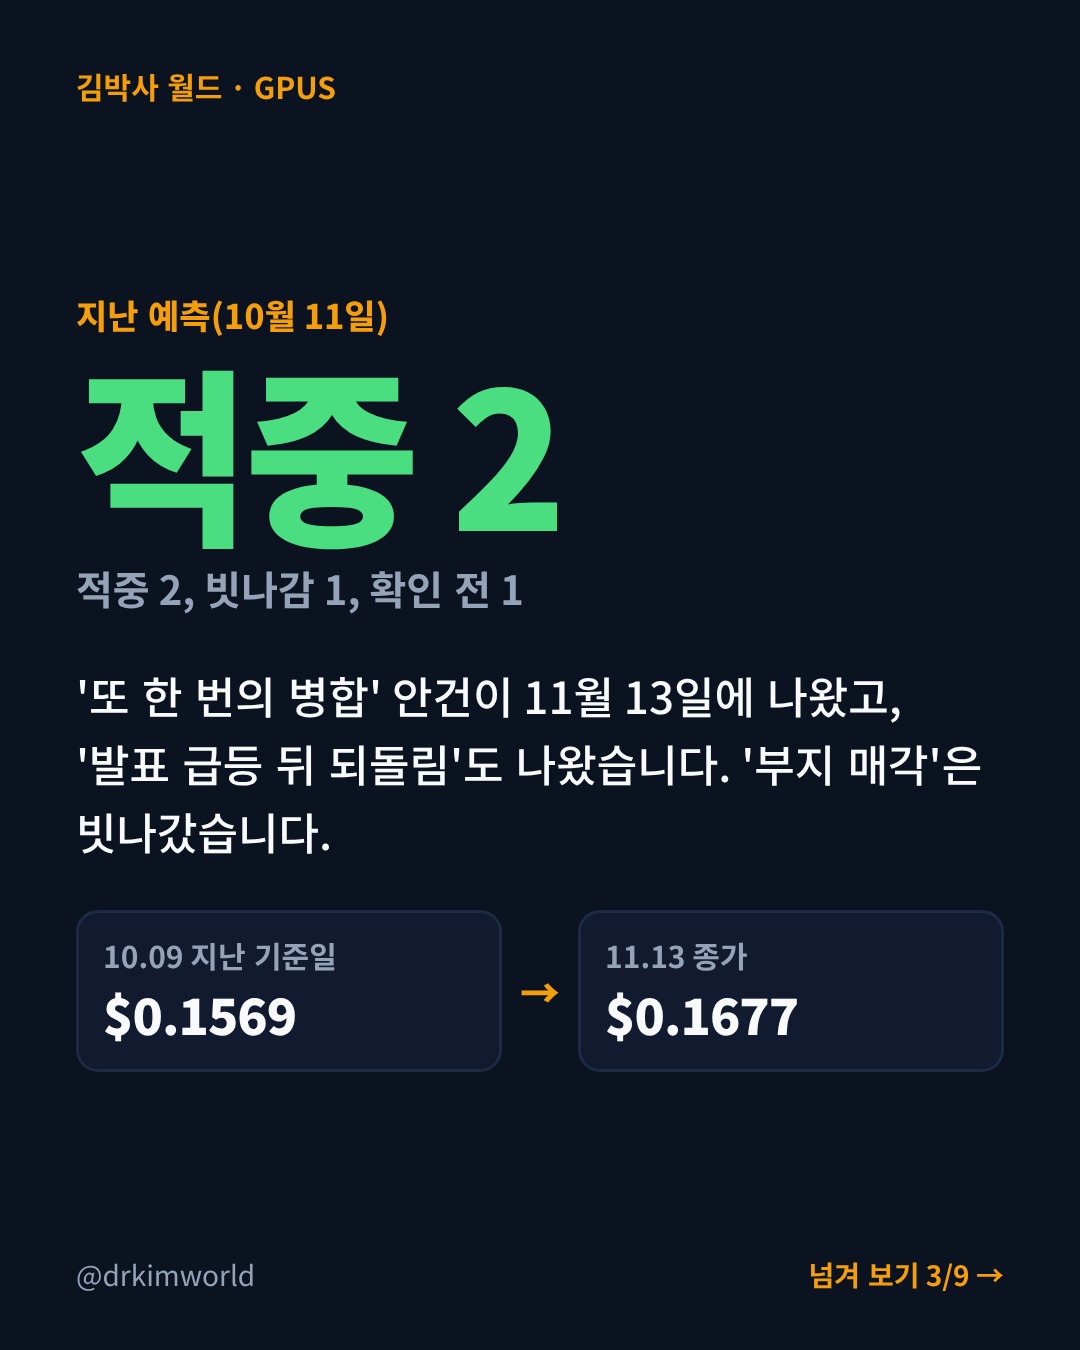 김박사 월드 · GPUS
지난 예측(10월 11일)
적중 2
적중 2, 빗나감 1, 확인 전 1
'또 한 번의 병합' 안건이 11월 13일에 나왔고,
'발표 급등 뒤 되돌림'도 나왔습니다. '부지 매각'은
빗나갔습니다.
10.09 지난 기준일
$0.1569
→
11.13 종가
$0.1677
@drkimworld
넘겨 보기 3/9 →